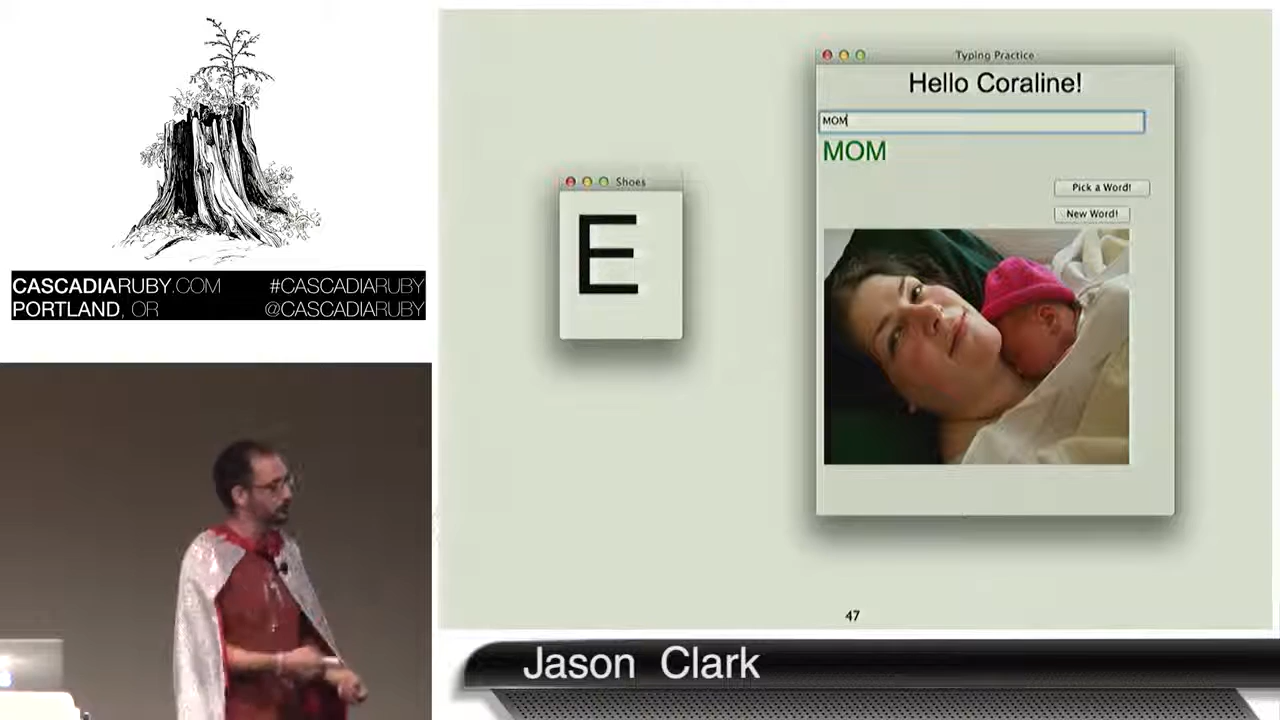 CASCADIARUBY.COM #CASCADIARUBY
PORTLAND, OR @CASCADIARUBY
Shoes
E
Typing Practice
Hello Coraline!
MOM
MOM
Pick a Word!
New Word!
47
Jason Clark